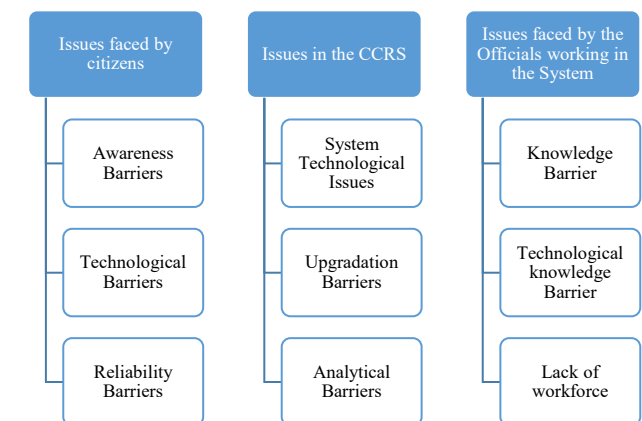 Issues faced by
citizens
Awareness
Barriers
Technological
Barriers
Reliability
Barriers
Issues in the CCRS
System
Technological
Issues
Upgradation
Barriers
Analytical
Barriers
Issues faced by the
Officials working in
the System
Knowledge
Barrier
Technological
knowledge
Barrier
Lack of
workforce